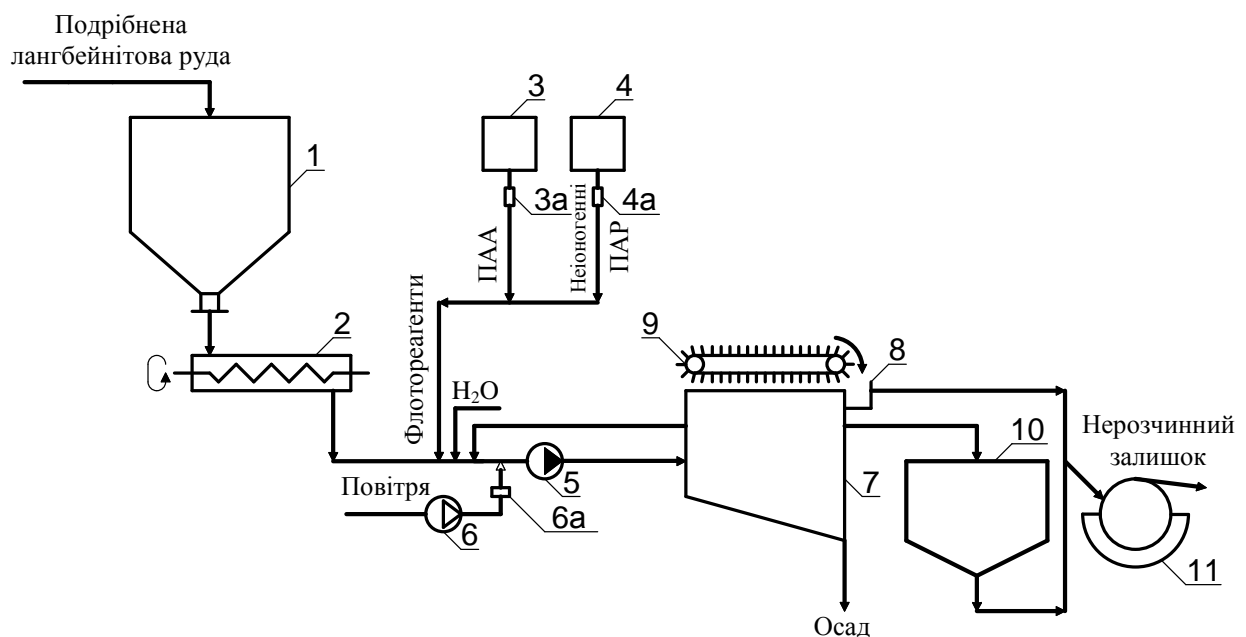 Подрібнена
лангбейнітова руда
1
2
3
4
3а
4а
ПАА
Неіоногенні
ПАР
Флотореаґенти
H₂O
Повітря
5
6
6а
7
8
9
10
Нерозчинний
залишок
11
Осад